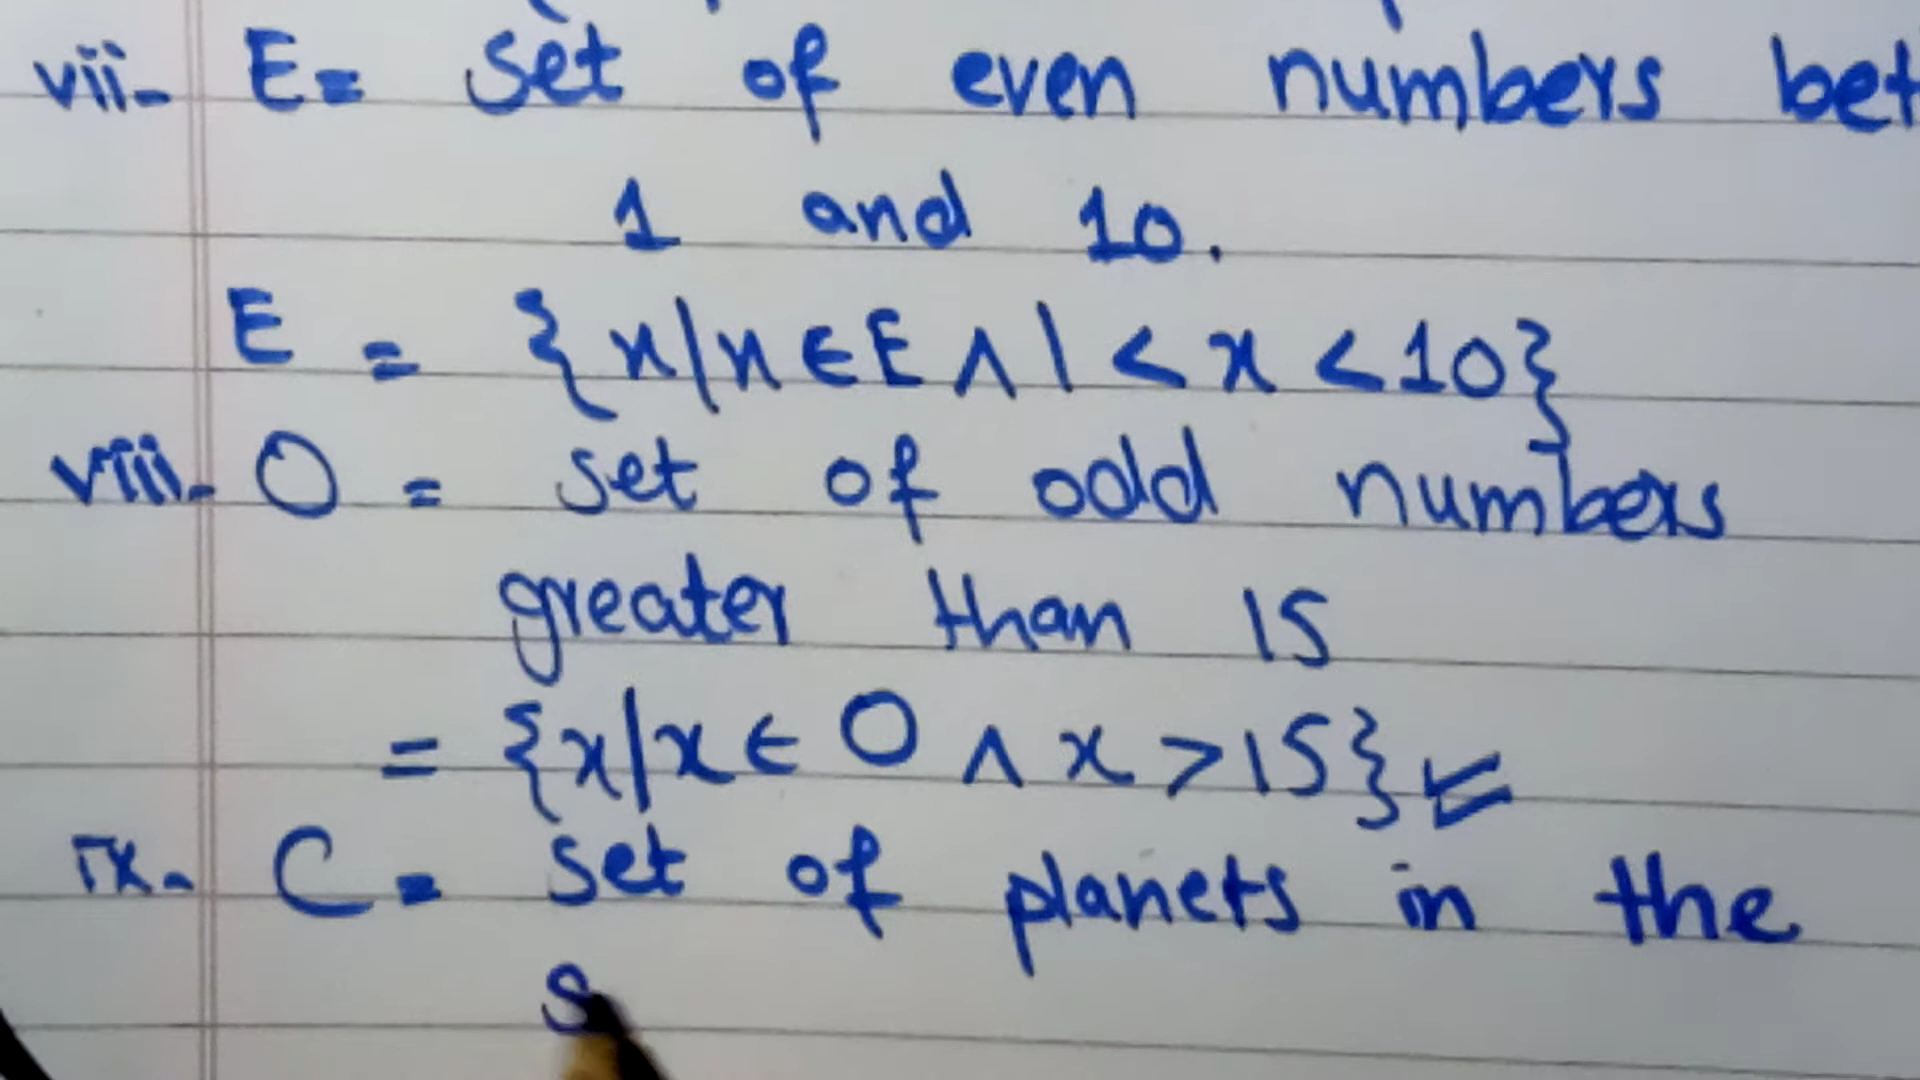 vii- E= set of even numbers bet
1 and 10.
E = {x/x∈E∧1<x<10}
viii- O = set of odd numbers
greater than 15
= {x/x∈O∧x>15}
ix- C= set of planets in the
s